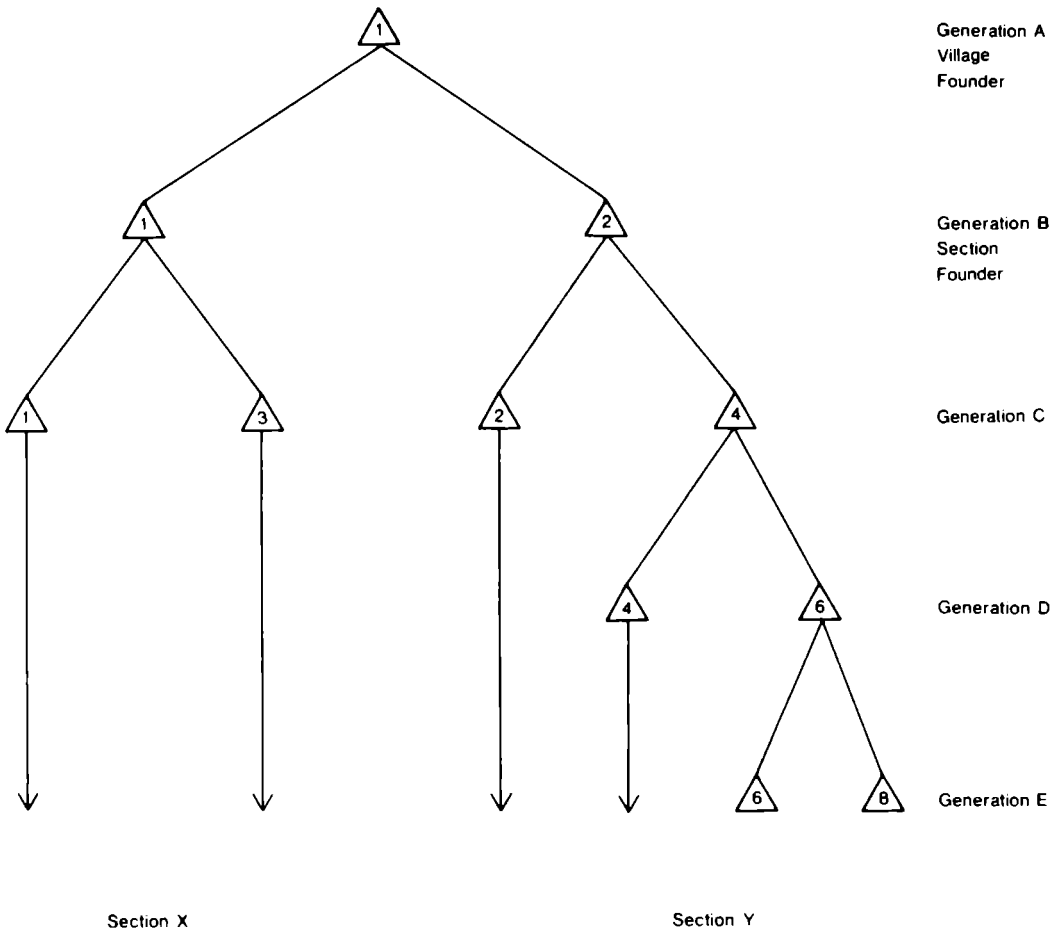 1
Generation A
Village
Founder
1
2
Generation B
Section
Founder
1
3
2
4
Generation C
4
6
Generation D
6
8
Generation E
Section X
Section Y